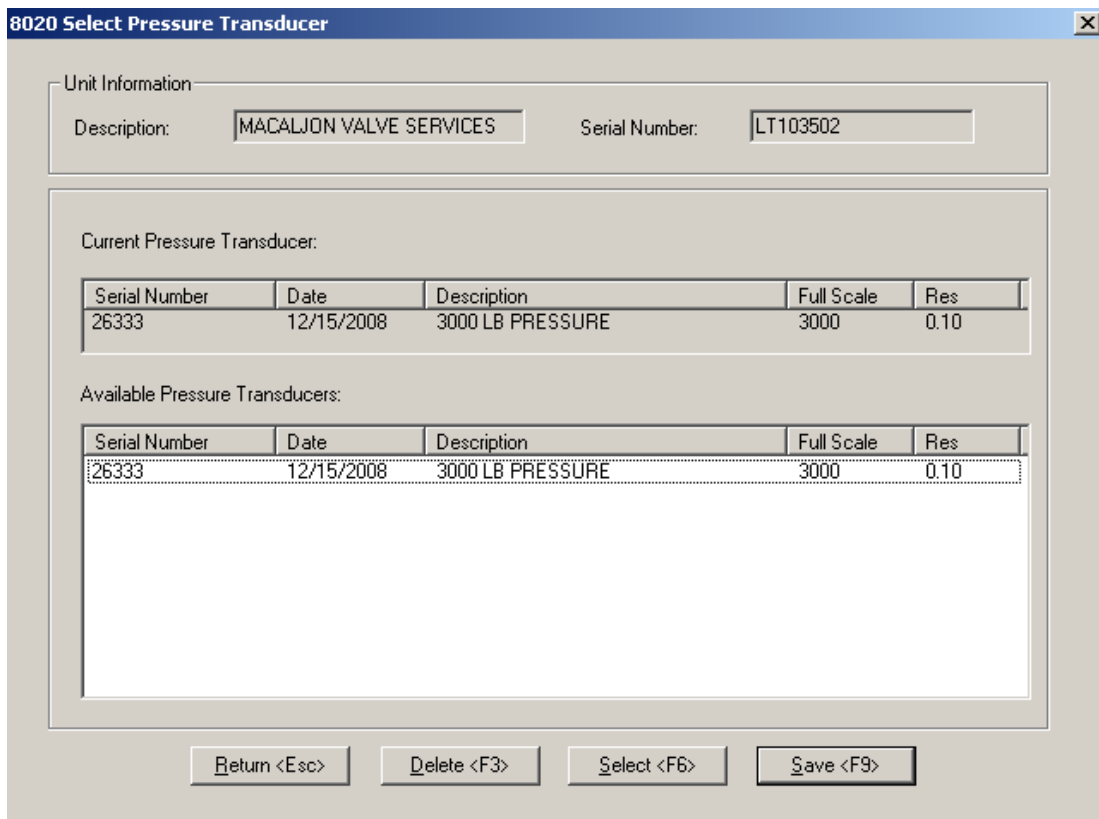 8020 Select Pressure Transducer
Unit Information
Description: MACALJON VALVE SERVICES Serial Number: LT103502
Current Pressure Transducer:
Serial Number Date Description Full Scale Res
26333 12/15/2008 3000 LB PRESSURE 3000 0.10
Available Pressure Transducers:
Serial Number Date Description Full Scale Res
26333 12/15/2008 3000 LB PRESSURE 3000 0.10
Return <Esc> Delete <F3> Select <F6> Save <F9>